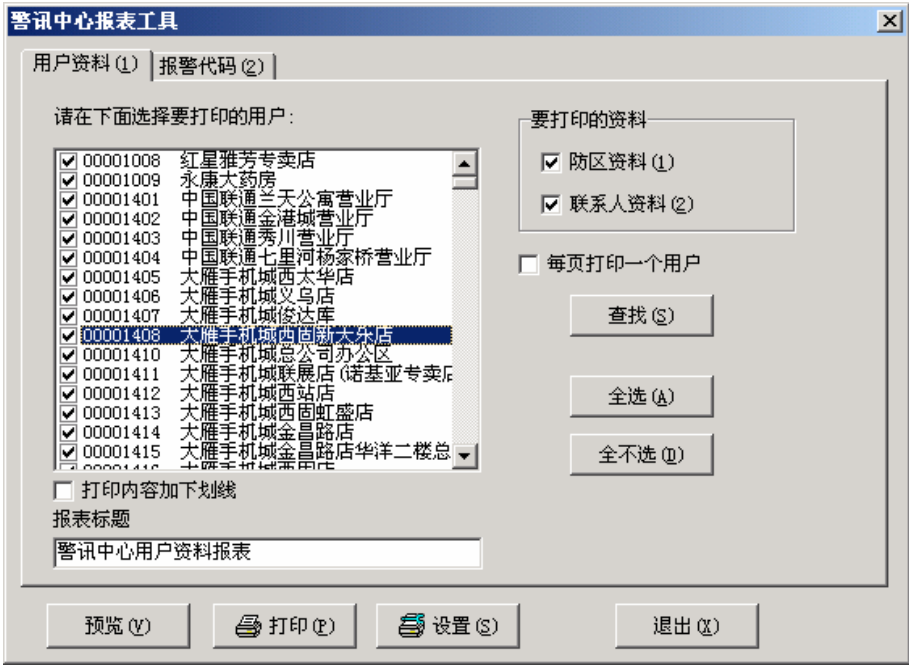 警讯中心报表工具
用户资料(1) 报警代码(2)
请在下面选择要打印的用户:
00001008 红星雅芳专卖店
00001009 永康大药房
00001401 中国联通兰天公寓营业厅
00001402 中国联通金港城营业厅
00001403 中国联通秀川营业厅
00001404 中国联通七里河杨家桥营业厅
00001405 大雁手机城西太华店
00001406 大雁手机城义乌店
00001407 大雁手机城俊达库
00001408 大雁手机城西固新大乐店
00001410 大雁手机城总公司办公区
00001411 大雁手机城联展店(诺基亚专卖店
00001412 大雁手机城西站店
00001413 大雁手机城西固虹盛店
00001414 大雁手机城金昌路店
00001415 大雁手机城金昌路店华洋二楼总
打印内容加下划线
报表标题
警讯中心用户资料报表
要打印的资料
防区资料(1)
联系人资料(2)
每页打印一个用户
查找(S)
全选(A)
全不选(D)
预览(V) 打印(P) 设置(S) 退出(X)